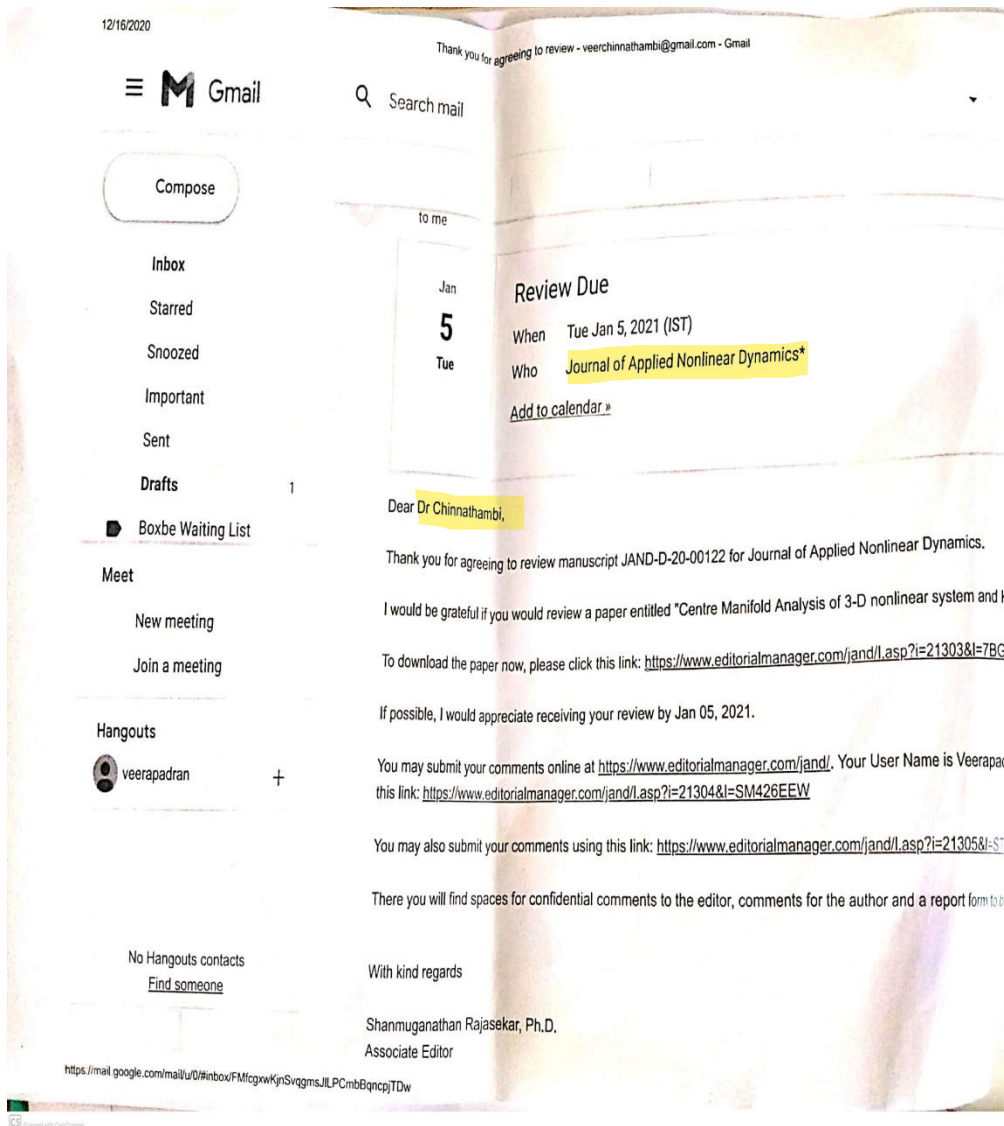 12/16/2020
Thank you for agreeing to review - veerchinnathambi@gmail.com - Gmail
Gmail
Search mail
Compose
Inbox
Starred
Snoozed
Important
Sent
Drafts 1
Boxbe Waiting List
Meet
New meeting
Join a meeting
Hangouts
veerapadran +
No Hangouts contacts
Find someone
to me
Jan
5
Tue
Review Due
When Tue Jan 5, 2021 (IST)
Who Journal of Applied Nonlinear Dynamics*
Add to calendar »
Dear Dr Chinnathambi,
Thank you for agreeing to review manuscript JAND-D-20-00122 for Journal of Applied Nonlinear Dynamics.
I would be grateful if you would review a paper entitled "Centre Manifold Analysis of 3-D nonlinear system and
To download the paper now, please click this link: https://www.editorialmanager.com/jand/l.asp?i=21303&l=7BG
If possible, I would appreciate receiving your review by Jan 05, 2021.
You may submit your comments online at https://www.editorialmanager.com/jand/. Your User Name is Veerapa
this link: https://www.editorialmanager.com/jand/l.asp?i=21304&l=SM426EEW
You may also submit your comments using this link: https://www.editorialmanager.com/jand/l.asp?i=21305&l=S
There you will find spaces for confidential comments to the editor, comments for the author and a report form to
With kind regards
Shanmuganathan Rajasekar, Ph.D.
Associate Editor
https://mail.google.com/mail/u/0/#inbox/FMfcgxwKjnSvqgmsJlLPCmbBqncpjTDw
CS